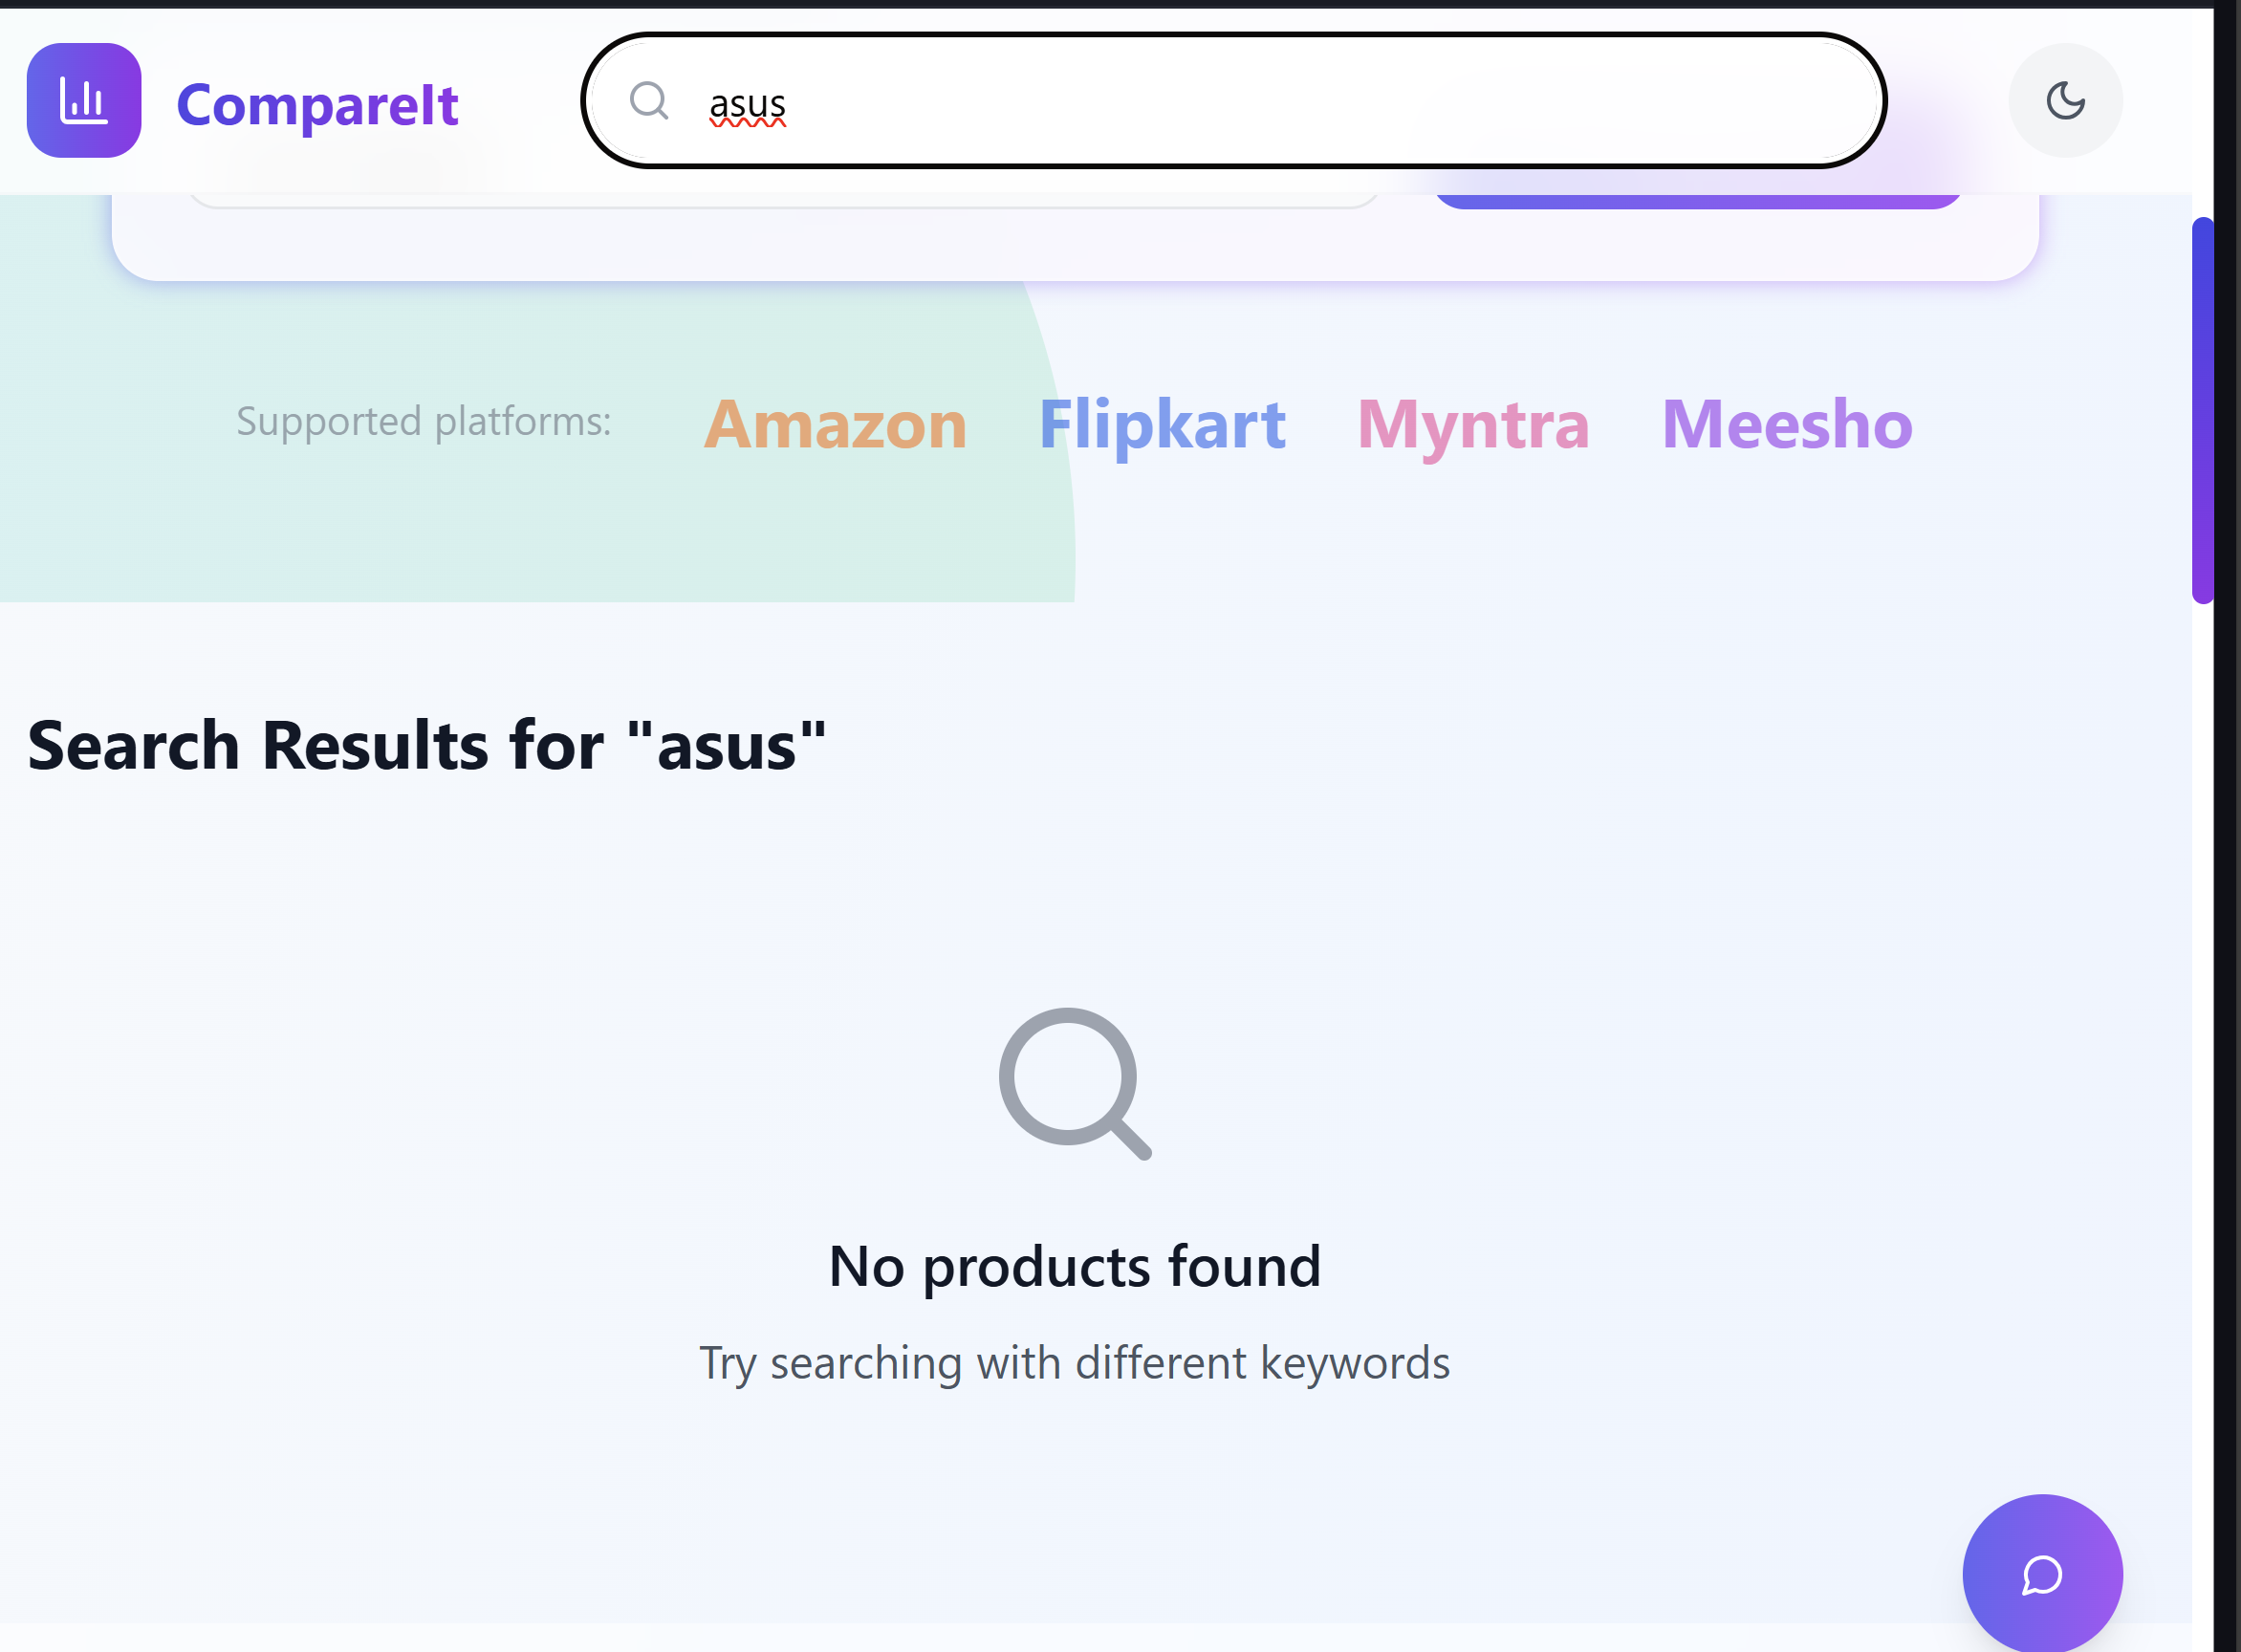 CompareIt
asus
Supported platforms: Amazon Flipkart Myntra Meesho
Search Results for "asus"
No products found
Try searching with different keywords